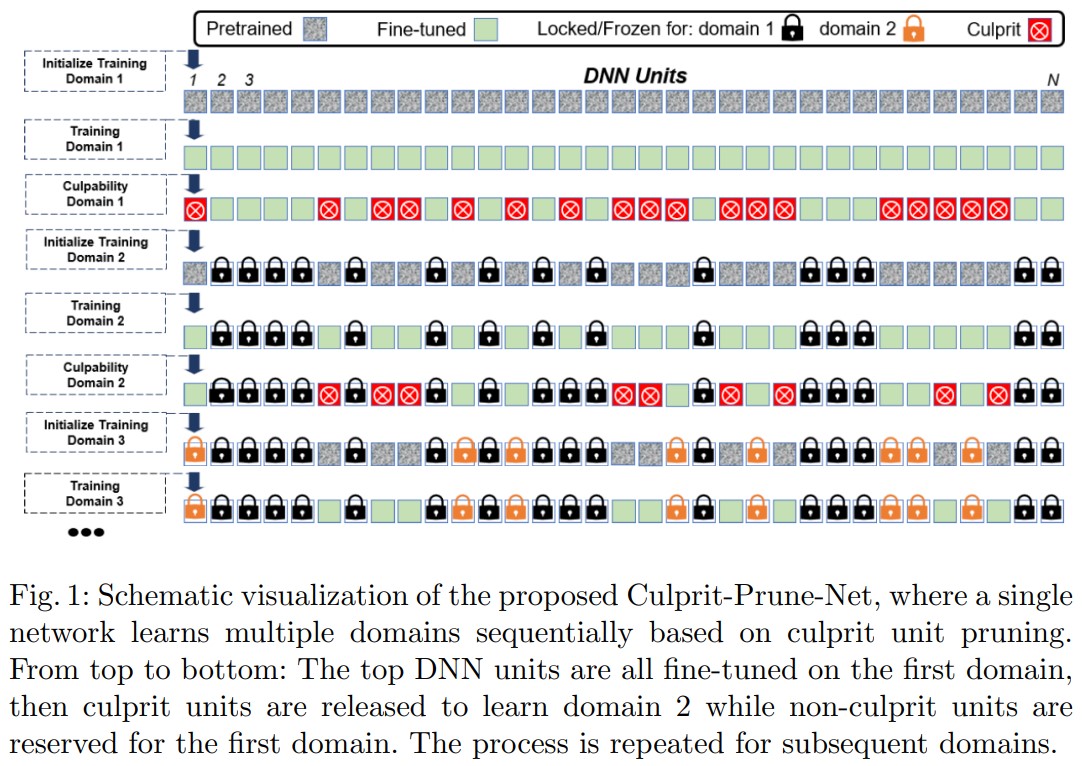 Pretrained Fine-tuned Locked/Frozen for: domain 1 domain 2 Culprit
Initialize Training
Domain 1
1 2 3 DNN Units N
Training
Domain 1
Culpability
Domain 1
Initialize Training
Domain 2
Training
Domain 2
Culpability
Domain 2
Initialize Training
Domain 3
Training
Domain 3
•••
Fig. 1: Schematic visualization of the proposed Culprit-Prune-Net, where a single
network learns multiple domains sequentially based on culprit unit pruning.
From top to bottom: The top DNN units are all fine-tuned on the first domain,
then culprit units are released to learn domain 2 while non-culprit units are
reserved for the first domain. The process is repeated for subsequent domains.